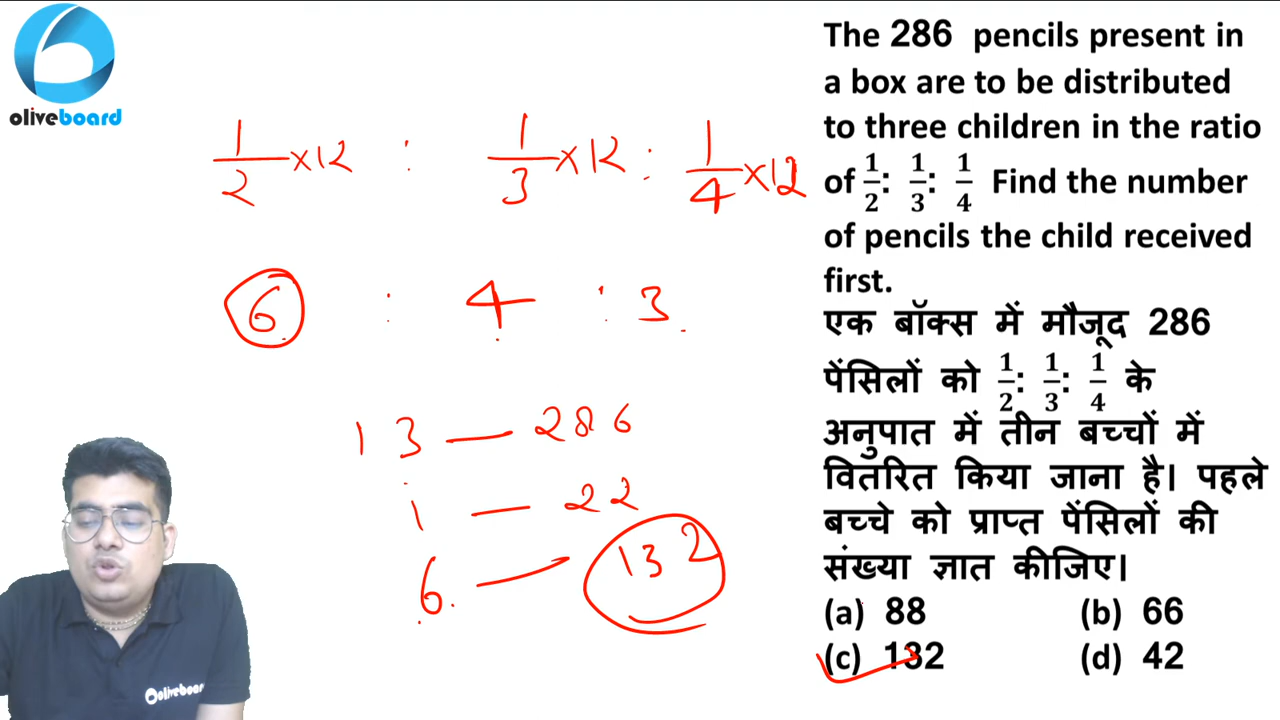 oliveboard
1/2 ×12 : 1/3 ×12 : 1/4 ×12
6 : 4 : 3
13 — 286
1 — 22
6 — 132
oliveboard
The 286 pencils present in
a box are to be distributed
to three children in the ratio
of 1/2: 1/3: 1/4 Find the number
of pencils the child received
first.
एक बॉक्स में मौजूद 286
पेंसिलों को 1/2: 1/3: 1/4 के
अनुपात में तीन बच्चों में
वितरित किया जाना है। पहले
बच्चे को प्राप्त पेंसिलों की
संख्या ज्ञात कीजिए।
(a) 88 (b) 66
(c) 132 (d) 42